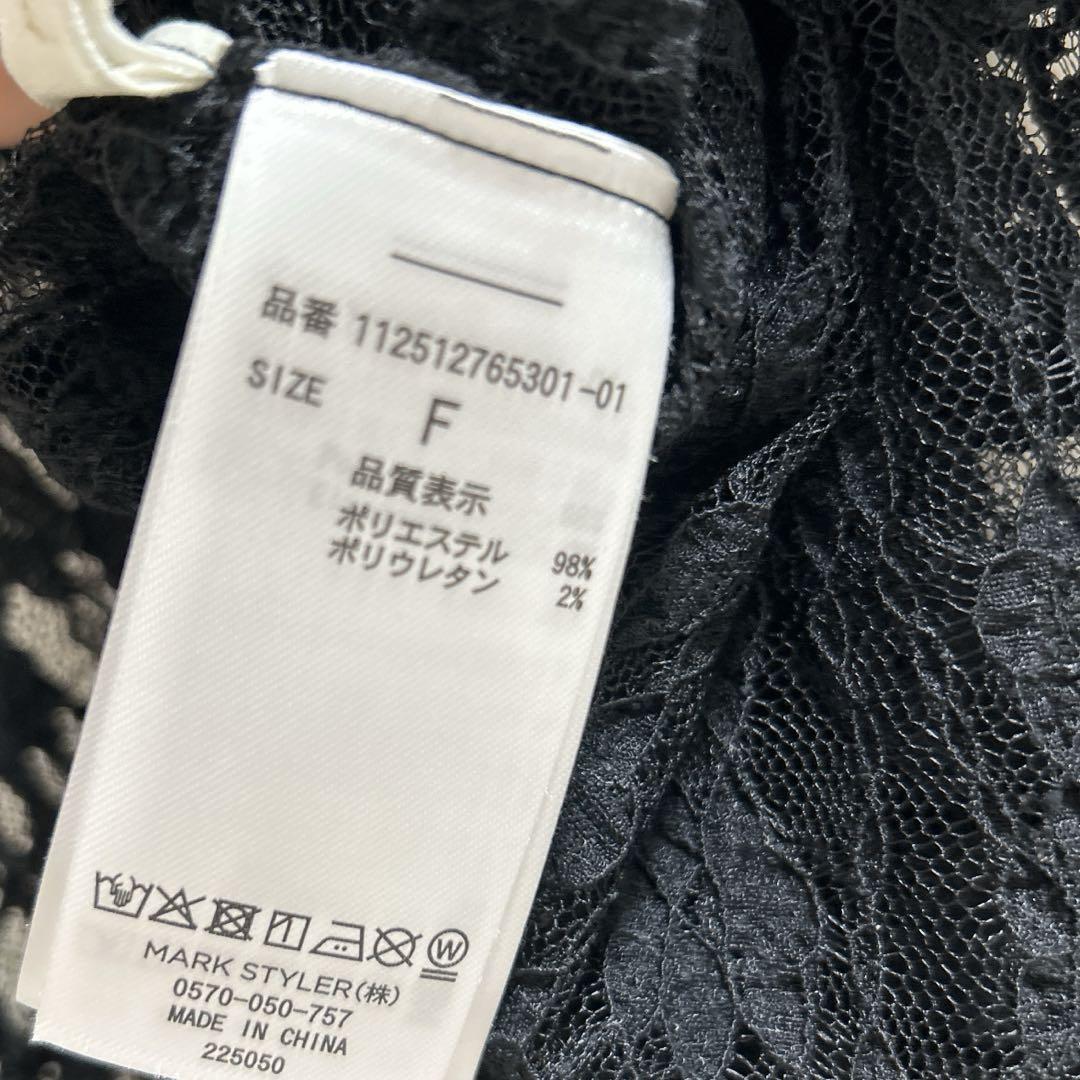 品番 112512765301-01
SIZE F
品質表示
ポリエステル 98%
ポリウレタン 2%
W
MARK STYLER(株)
0570-050-757
MADE IN CHINA
225050